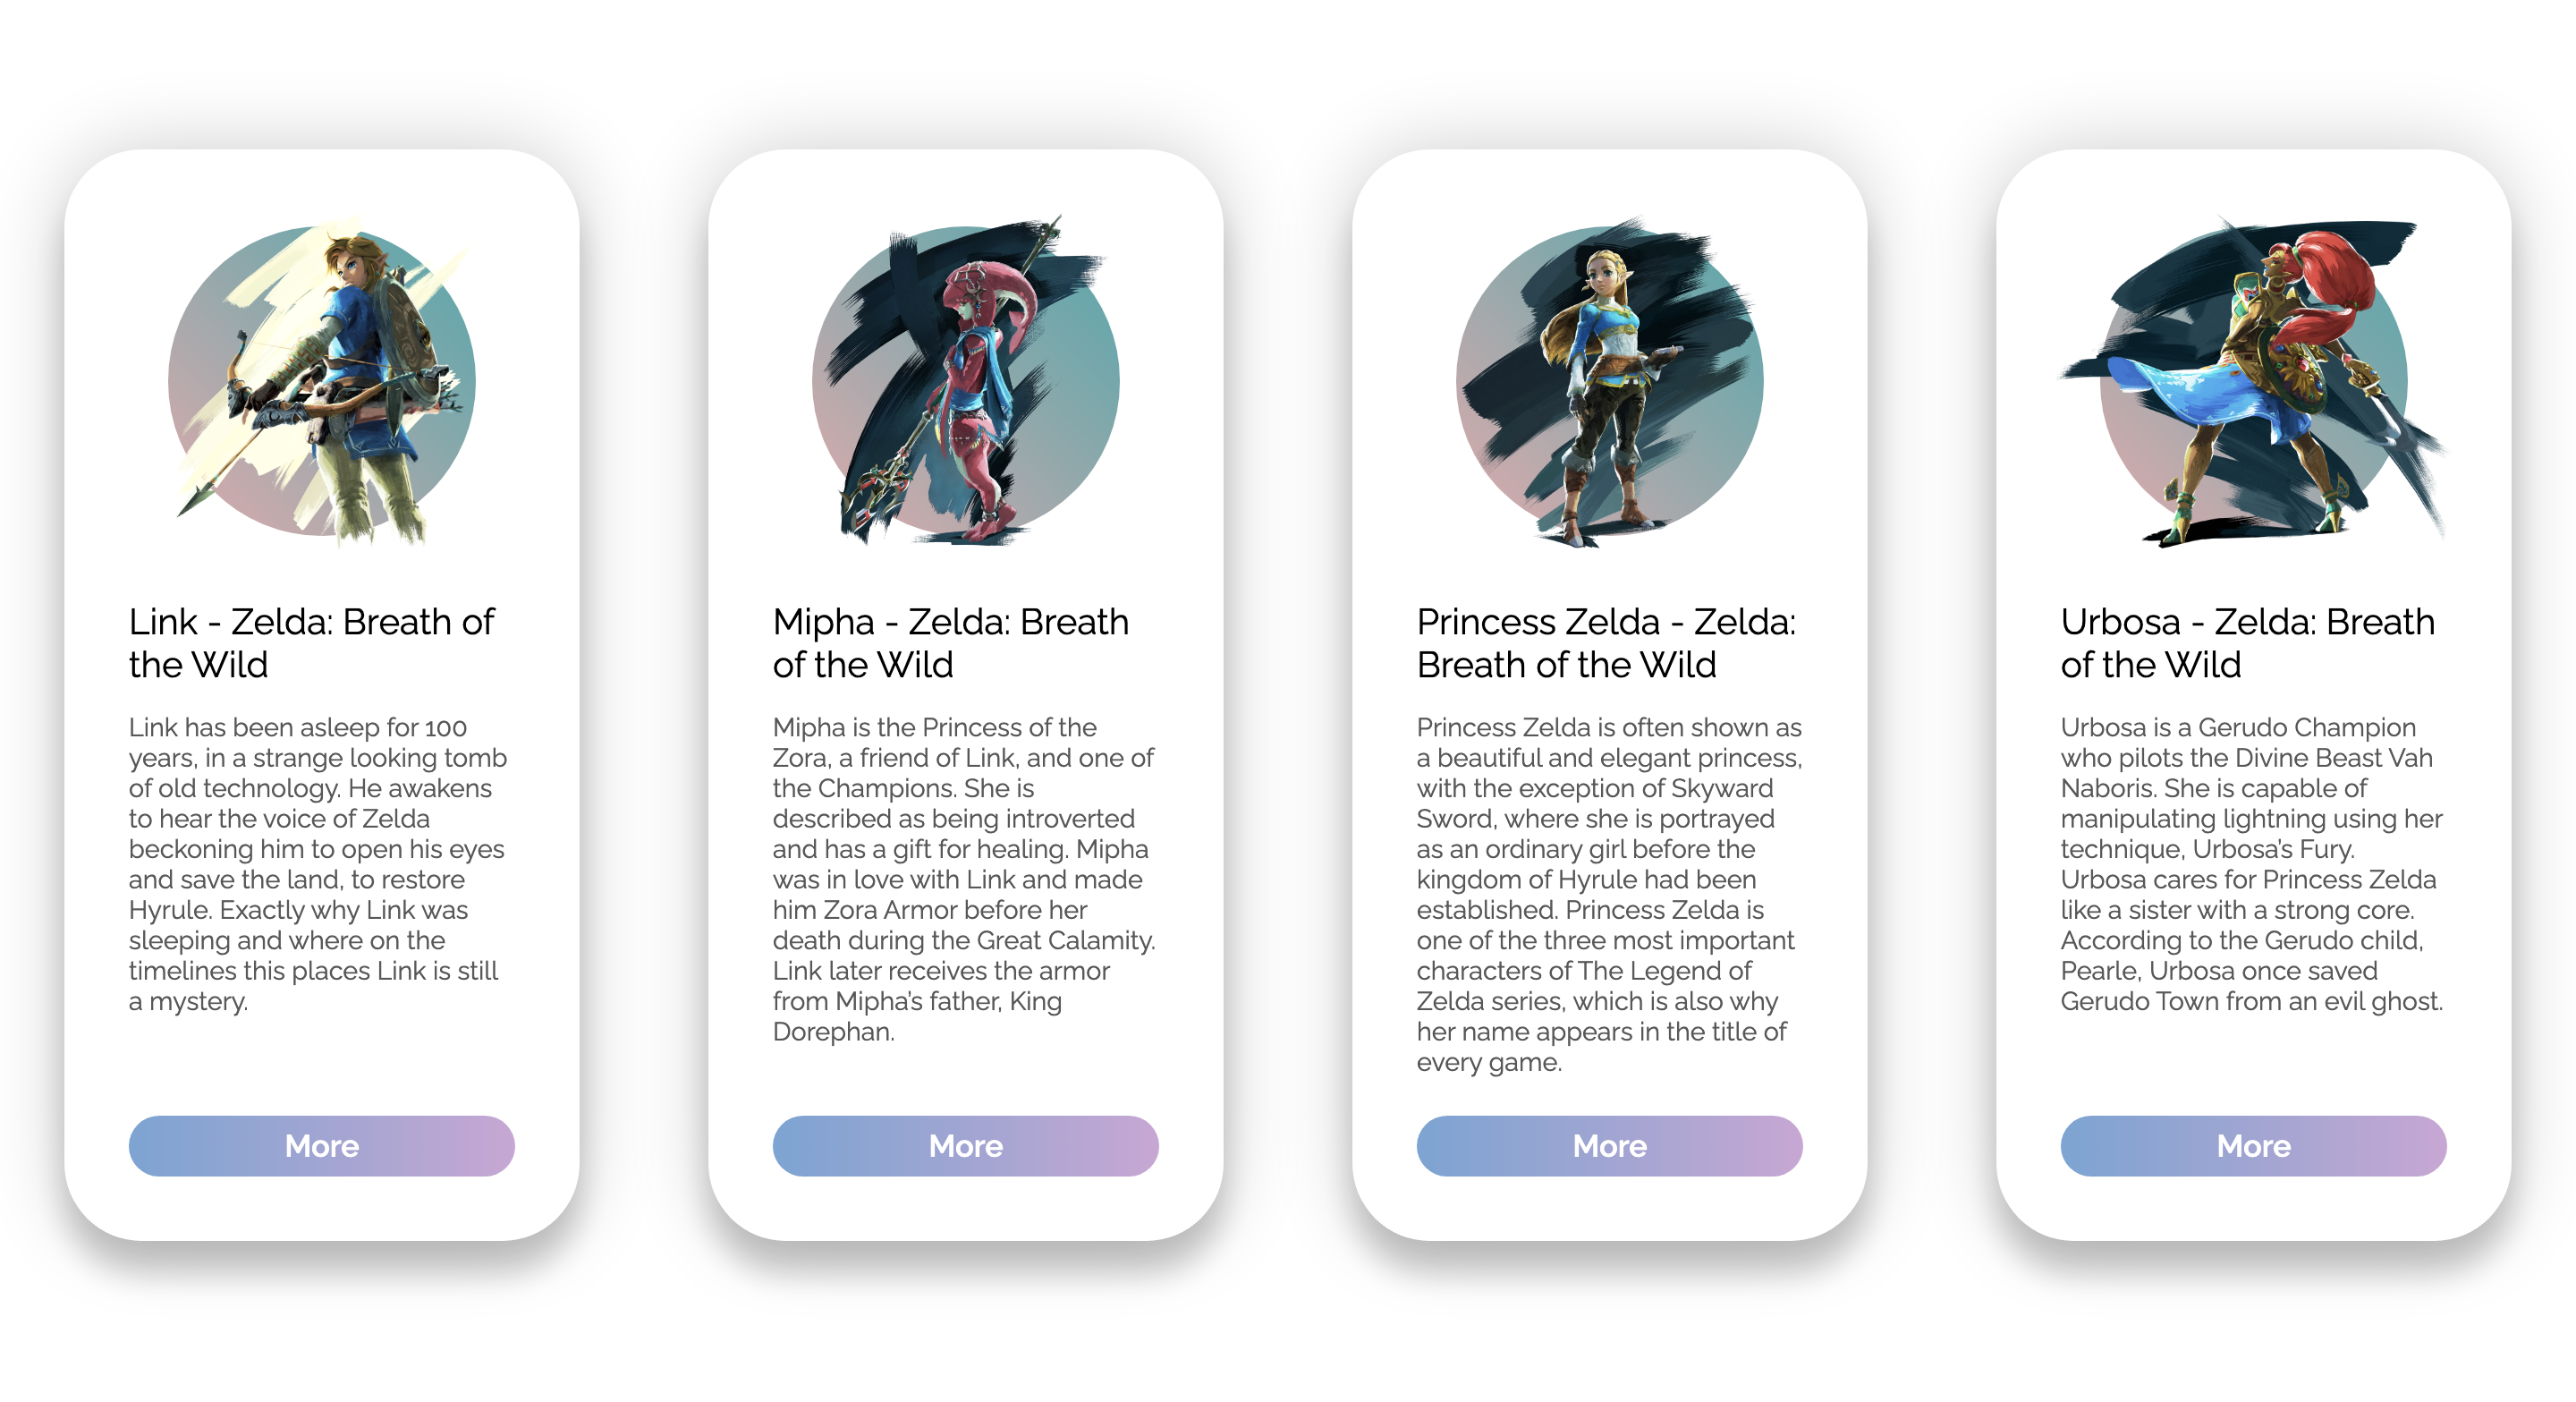 Link - Zelda: Breath of
the Wild
Link has been asleep for 100
years, in a strange looking tomb
of old technology. He awakens
to hear the voice of Zelda
beckoning him to open his eyes
and save the land, to restore
Hyrule. Exactly why Link was
sleeping and where on the
timelines this places Link is still
a mystery.
More
Mipha - Zelda: Breath
of the Wild
Mipha is the Princess of the
Zora, a friend of Link, and one of
the Champions. She is
described as being introverted
and has a gift for healing. Mipha
was in love with Link and made
him Zora Armor before her
death during the Great Calamity.
Link later receives the armor
from Mipha's father, King
Dorephan.
More
Princess Zelda - Zelda:
Breath of the Wild
Princess Zelda is often shown as
a beautiful and elegant princess,
with the exception of Skyward
Sword, where she is portrayed
as an ordinary girl before the
kingdom of Hyrule had been
established. Princess Zelda is
one of the three most important
characters of The Legend of
Zelda series, which is also why
her name appears in the title of
every game.
More
Urbosa - Zelda: Breath
of the Wild
Urbosa is a Gerudo Champion
who pilots the Divine Beast Vah
Naboris. She is capable of
manipulating lightning using her
technique, Urbosa's Fury.
Urbosa cares for Princess Zelda
like a sister with a strong core.
According to the Gerudo child,
Pearle, Urbosa once saved
Gerudo Town from an evil ghost.
More